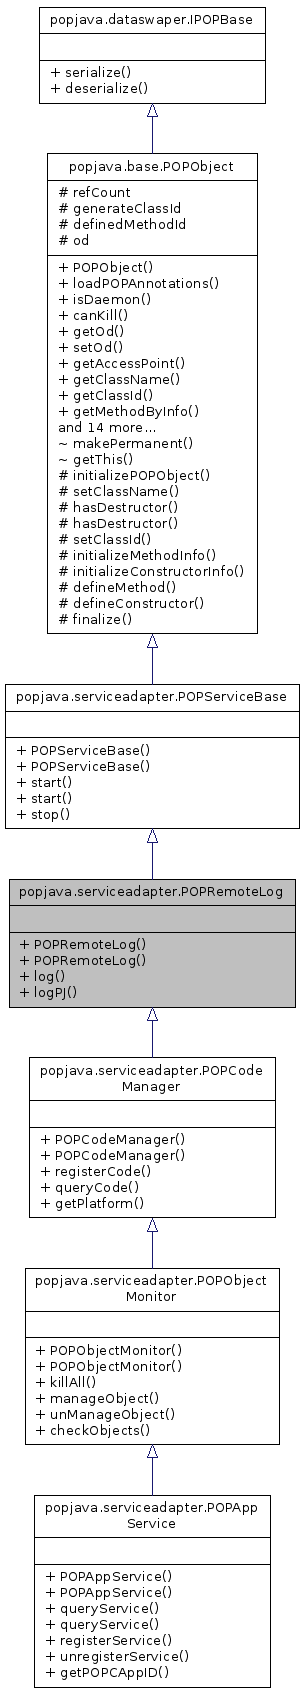 popjava.dataswaper.IPOPBase
+ serialize()
+ deserialize()
popjava.base.POPObject
# refCount
# generateClassId
# definedMethodId
# od
+ POPObject()
+ loadPOPAnnotations()
+ isDaemon()
+ canKill()
+ getOd()
+ setOd()
+ getAccessPoint()
+ getClassName()
+ getClassId()
+ getMethodByInfo()
and 14 more...
~ makePermanent()
~ getThis()
# initializePOPObject()
# setClassName()
# hasDestructor()
# hasDestructor()
# setClassId()
# initializeMethodInfo()
# initializeConstructorInfo()
# defineMethod()
# defineConstructor()
# finalize()
popjava.serviceadapter.POPServiceBase
+ POPServiceBase()
+ POPServiceBase()
+ start()
+ start()
+ stop()
popjava.serviceadapter.POPRemoteLog
+ POPRemoteLog()
+ POPRemoteLog()
+ log()
+ logPJ()
popjava.serviceadapter.POPCode
Manager
+ POPCodeManager()
+ POPCodeManager()
+ registerCode()
+ queryCode()
+ getPlatform()
popjava.serviceadapter.POPObject
Monitor
+ POPObjectMonitor()
+ POPObjectMonitor()
+ killAll()
+ manageObject()
+ unManageObject()
+ checkObjects()
popjava.serviceadapter.POPApp
Service
+ POPAppService()
+ POPAppService()
+ queryService()
+ queryService()
+ registerService()
+ unregisterService()
+ getPOPCAppID()